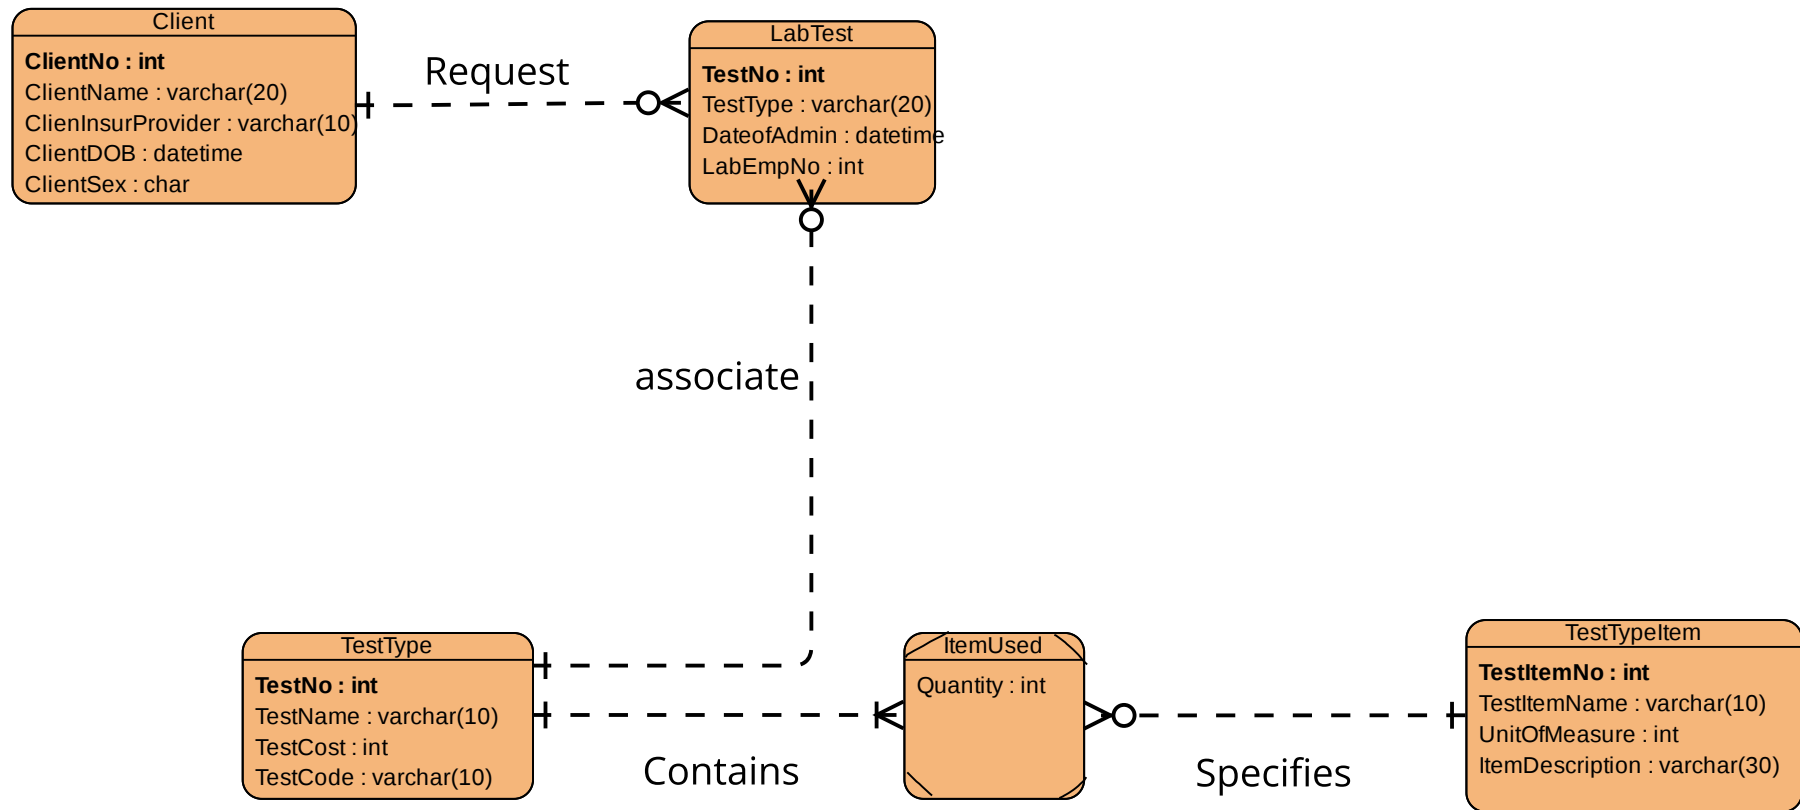 Client
ClientNo : int
ClientName : varchar(20)
ClienInsurProvider : varchar(10)
ClientDOB : datetime
ClientSex : char
Request
LabTest
TestNo : int
TestType : varchar(20)
DateofAdmin : datetime
LabEmpNo : int
associate
TestType
TestNo : int
TestName : varchar(10)
TestCost : int
TestCode : varchar(10)
Contains
ItemUsed
Quantity : int
Specifies
TestTypeItem
TestItemNo : int
TestItemName : varchar(10)
UnitOfMeasure : int
ItemDescription : varchar(30)